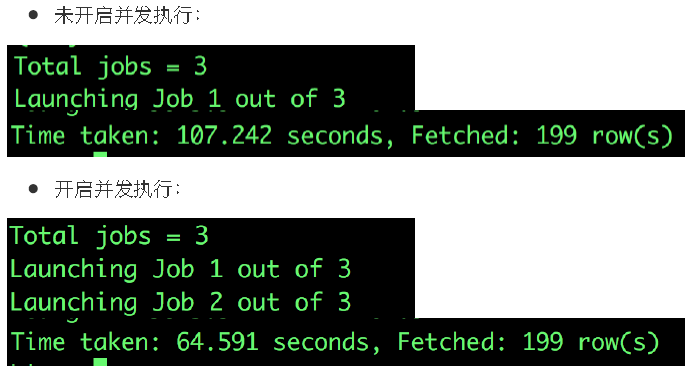 未开启并发执行：
Total jobs = 3
Launching Job 1 out of 3
Time taken: 107.242 seconds, Fetched: 199 row(s)
开启并发执行：
Total jobs = 3
Launching Job 1 out of 3
Launching Job 2 out of 3
Time taken: 64.591 seconds, Fetched: 199 row(s)